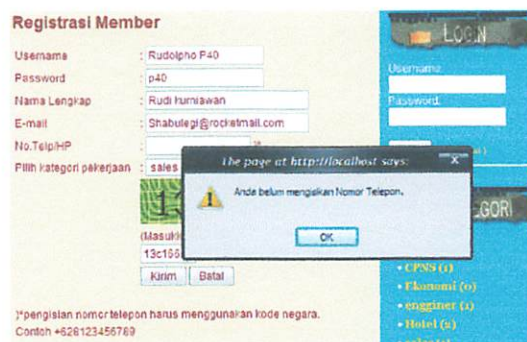 Registrasi Member
Username : Rudolpho P40
Password : p40
Nama Lengkap : Rudi kurniawan
E-mail : Shabulegi@rocketmail.com
No.Telp/HP :
Pilih kategori pekerjaan : sales
(Masukk
13c166
Kirim Batal
)*pengisian nomor telepon harus menggunakan kode negara.
Contoh +628123456789
The page at http://localhost says:
X
Anda belum mengisikan Nomor Telepon.
OK
LOGIN
Username:
Password:
GORI
• CPNS (1)
• Ekonomi (0)
• engginer (1)
• Hotel (2)